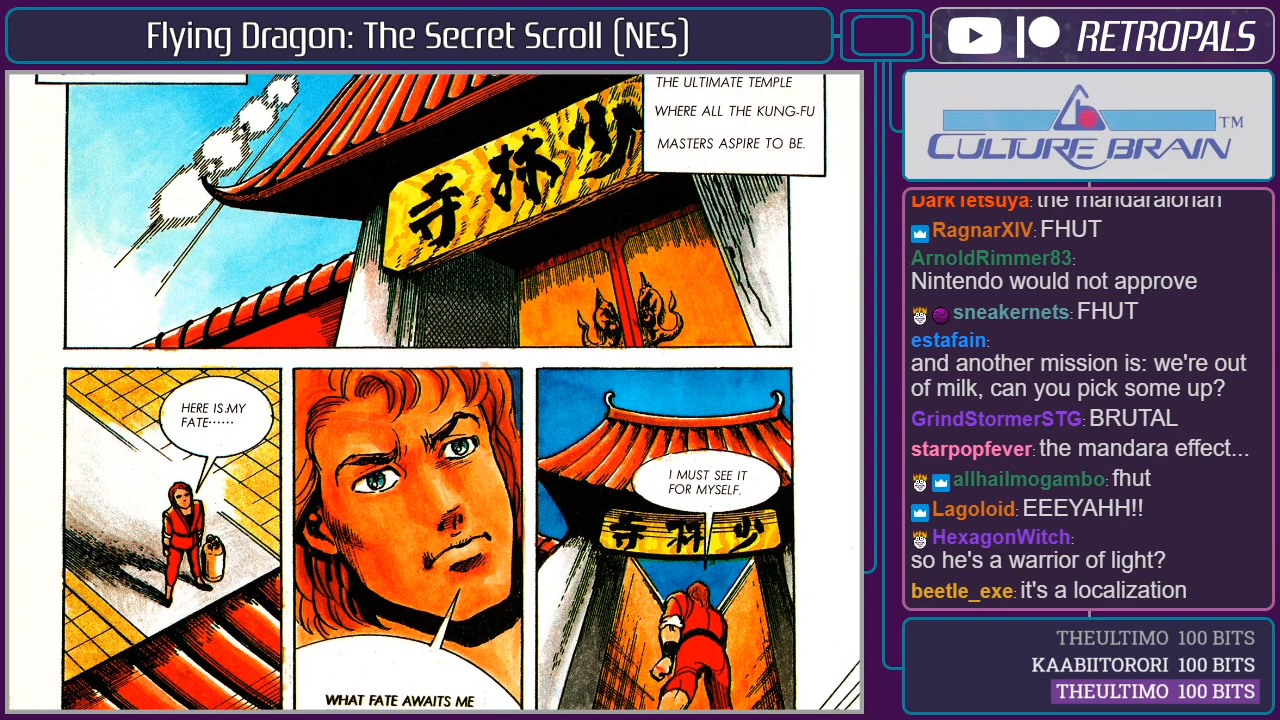 Flying Dragon: The Secret Scroll (NES)
RETROPALS
THE ULTIMATE TEMPLE
WHERE ALL THE KUNG-FU
MASTERS ASPIRE TO BE.
寺林少
HERE IS MY
FATE······
WHAT FATE AWAITS ME
I MUST SEE IT
FOR MYSELF.
寺林少
CULTURE BRAIN TM
DarkTetsuya: the mandaralorian
RagnarXIV: FHUT
ArnoldRimmer83:
Nintendo would not approve
sneakernets: FHUT
estafain:
and another mission is: we're out
of milk, can you pick some up?
GrindStormerSTG: BRUTAL
starpopfever: the mandara effect...
allhailmogambo: fhut
Lagoloid: EEEYAHH!!
HexagonWitch:
so he's a warrior of light?
beetle_exe: it's a localization
THEULTIMO 100 BITS
KAABIITORORI 100 BITS
THEULTIMO 100 BITS